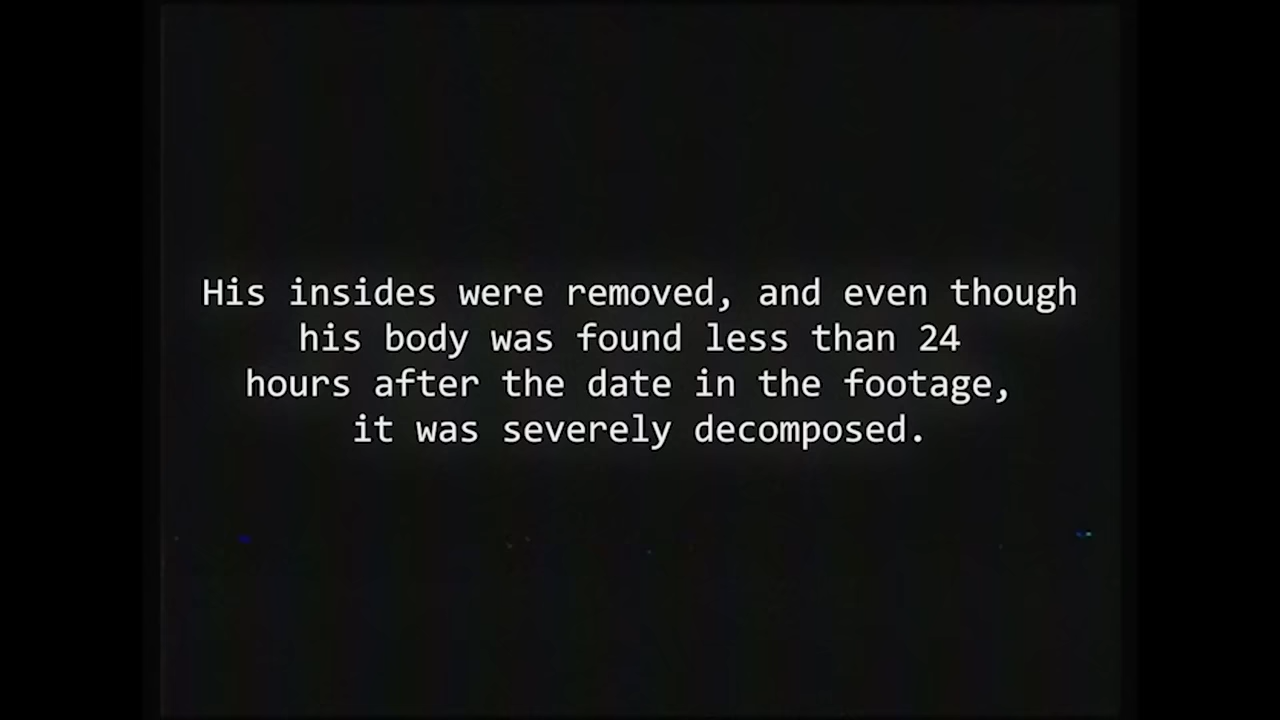 His insides were removed, and even though
his body was found less than 24
hours after the date in the footage,
it was severely decomposed.